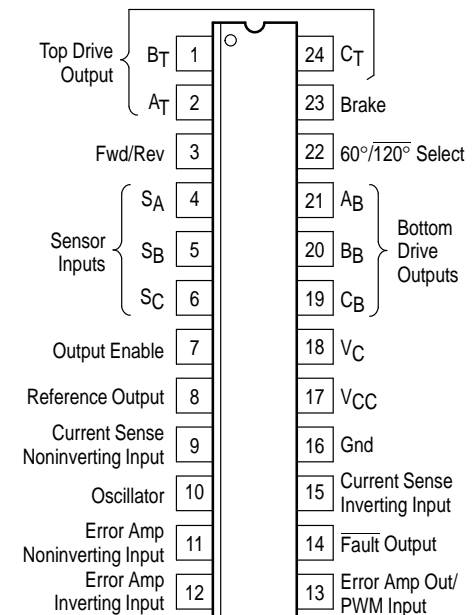 Top Drive
Output
BT 1
AT 2
Fwd/Rev 3
Sensor
Inputs
SA 4
SB 5
SC 6
Output Enable 7
Reference Output 8
Current Sense
Noninverting Input
9
Oscillator 10
Error Amp
Noninverting Input
11
Error Amp
Inverting Input
12
24 CT
23 Brake
22 60°/120° Select
21 AB
20 BB
19 CB
Bottom
Drive
Outputs
18 VC
17 VCC
16 Gnd
15
Current Sense
Inverting Input
14 Fault Output
13
Error Amp Out/
PWM Input